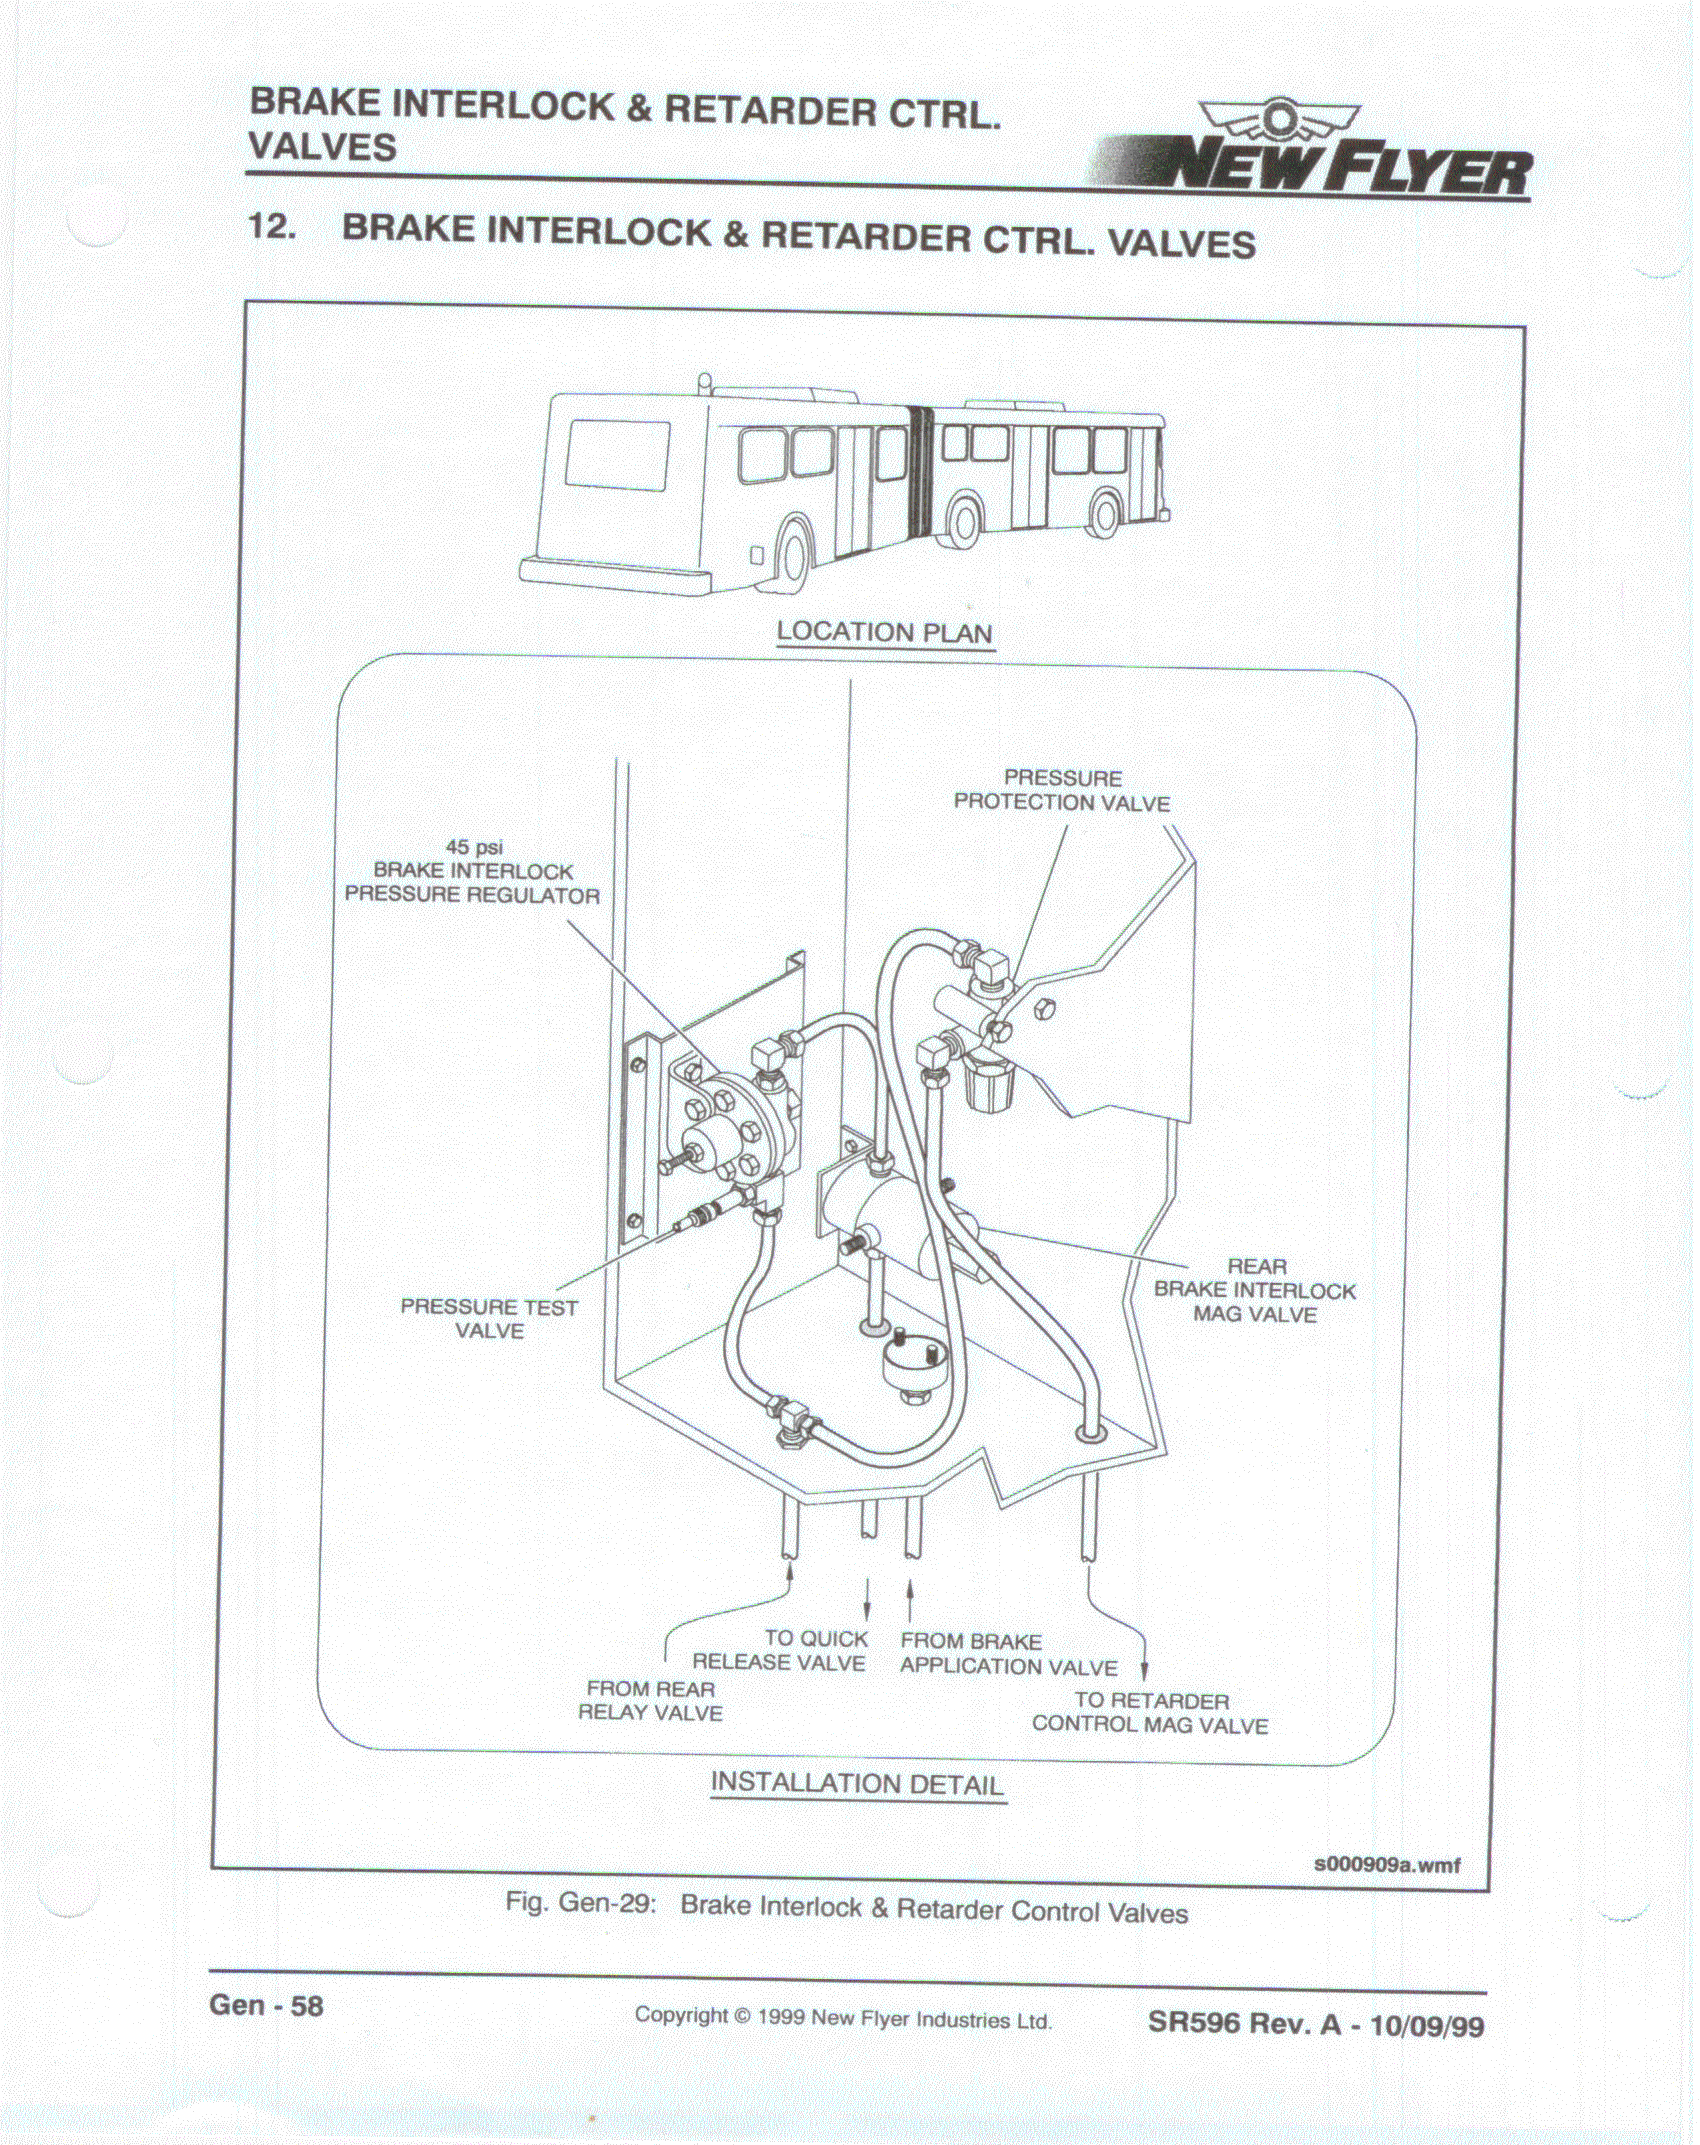 BRAKE INTERLOCK & RETARDER CTRL.
VALVES
NEW FLYER
12. BRAKE INTERLOCK & RETARDER CTRL. VALVES
LOCATION PLAN
PRESSURE
PROTECTION VALVE
45 psi
BRAKE INTERLOCK
PRESSURE REGULATOR
REAR
BRAKE INTERLOCK
MAG VALVE
PRESSURE TEST
VALVE
TO QUICK
RELEASE VALVE
FROM BRAKE
APPLICATION VALVE
FROM REAR
RELAY VALVE
TO RETARDER
CONTROL MAG VALVE
INSTALLATION DETAIL
s000909a.wmf
Fig. Gen-29: Brake Interlock & Retarder Control Valves
Gen - 58
Copyright © 1999 New Flyer Industries Ltd.
SR596 Rev. A - 10/09/99